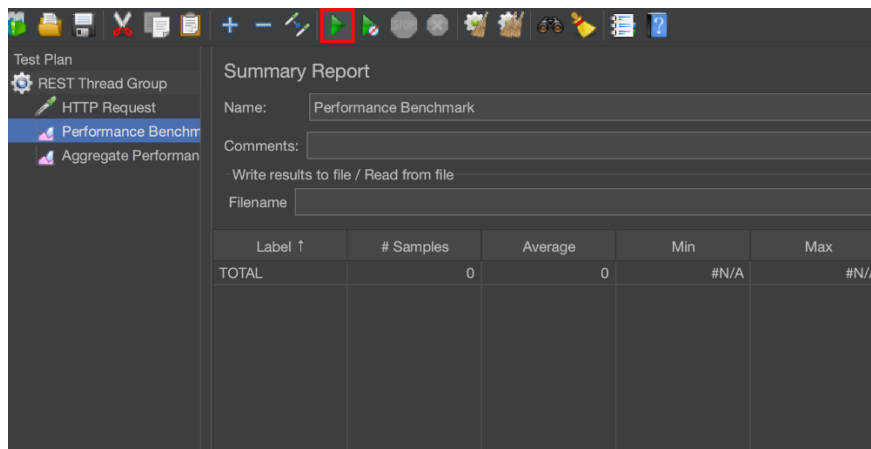 STOP
?
Test Plan
REST Thread Group
HTTP Request
Performance Benchm
Aggregate Performan
Summary Report
Name: Performance Benchmark
Comments:
Write results to file / Read from file
Filename
Label ↑ # Samples Average Min Max
TOTAL 0 0 #N/A #N/